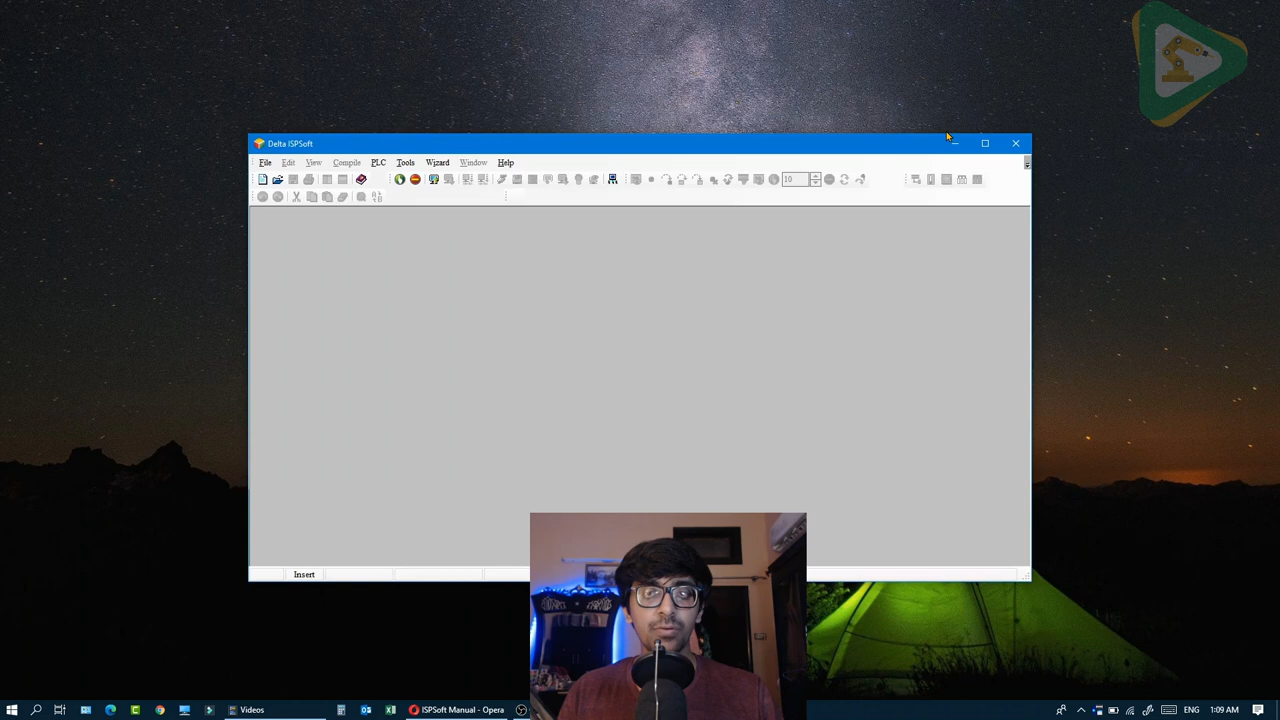 Delta ISPSoft
File Edit View Compile PLC Tools Wizard Window Help
10
Insert
Videos
ISPSoft Manual - Opera
ENG
1:09 AM